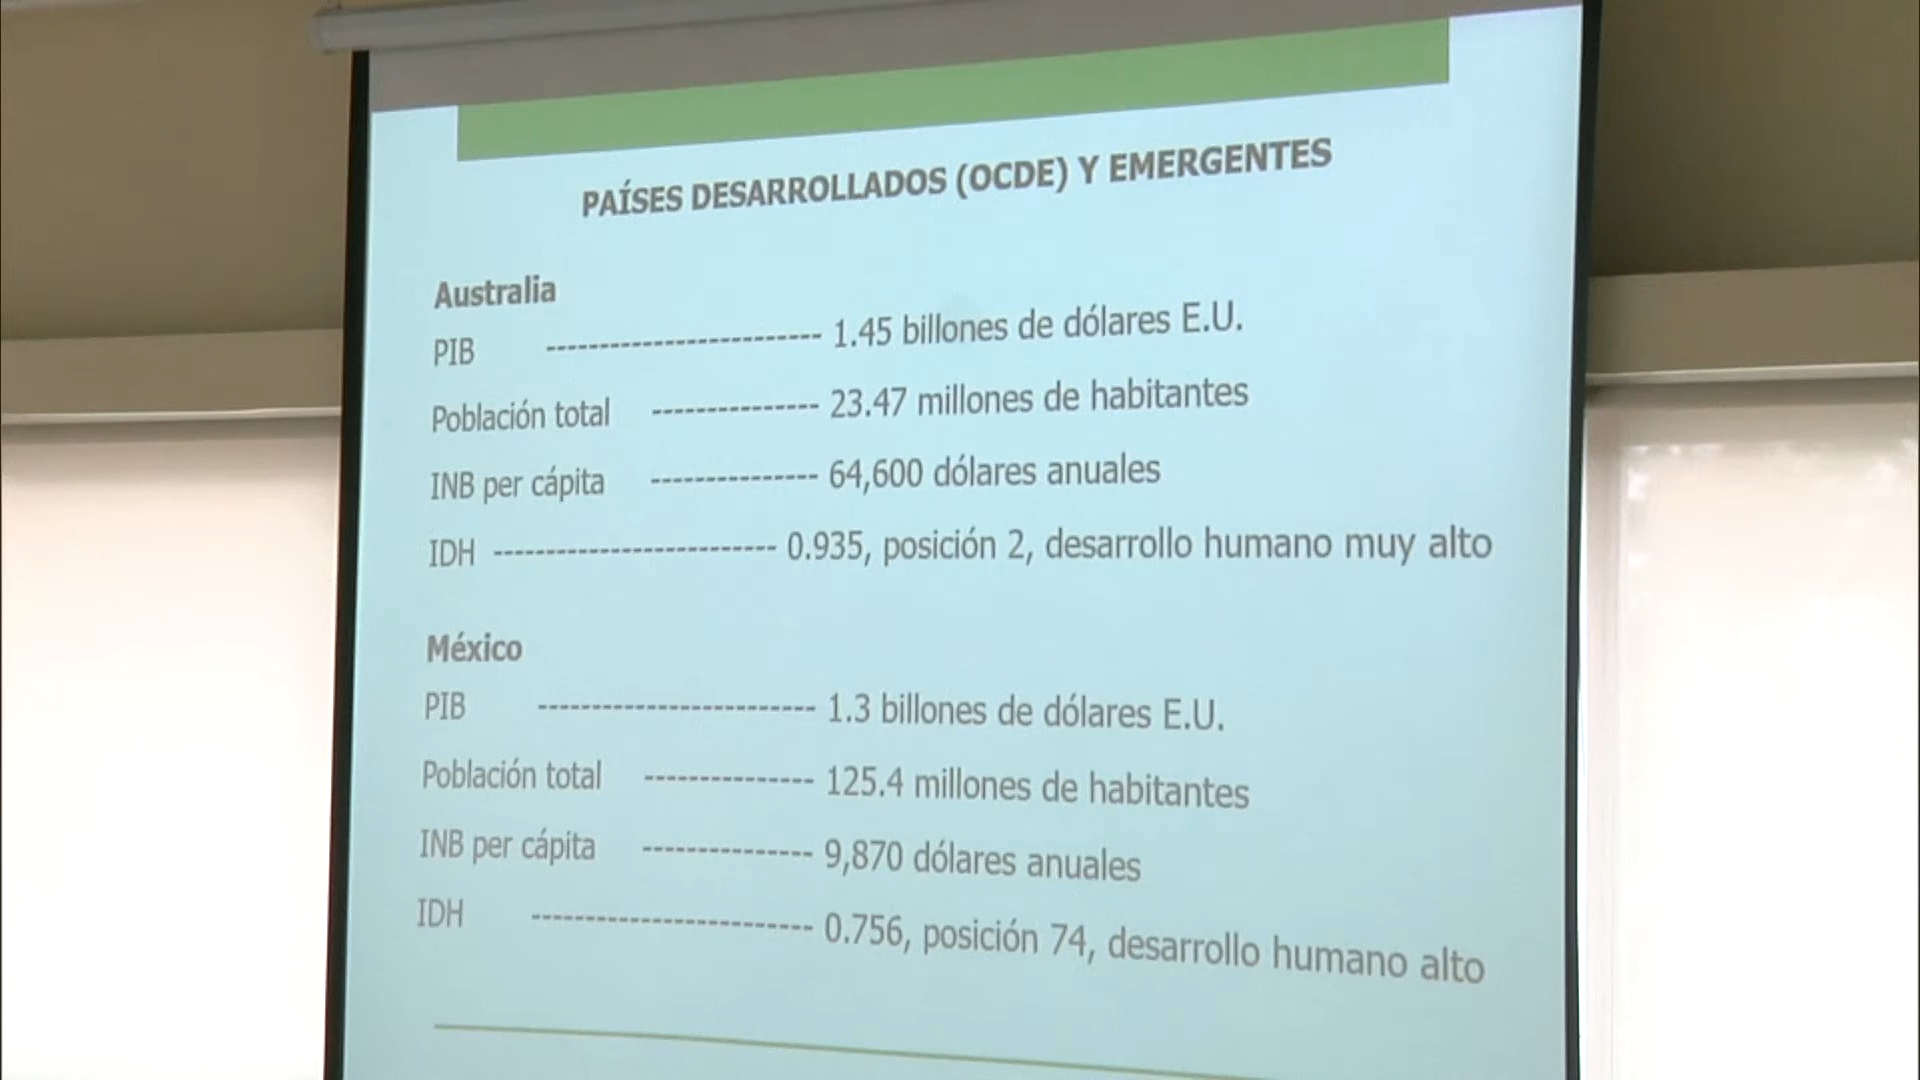 PAÍSES DESARROLLADOS (OCDE) Y EMERGENTES
Australia
PIB ------------------------- 1.45 billones de dólares E.U.
Población total --------------- 23.47 millones de habitantes
INB per cápita --------------- 64,600 dólares anuales
IDH -------------------------- 0.935, posición 2, desarrollo humano muy alto
México
PIB ------------------------- 1.3 billones de dólares E.U.
Población total --------------- 125.4 millones de habitantes
INB per cápita --------------- 9,870 dólares anuales
IDH ------------------------- 0.756, posición 74, desarrollo humano alto